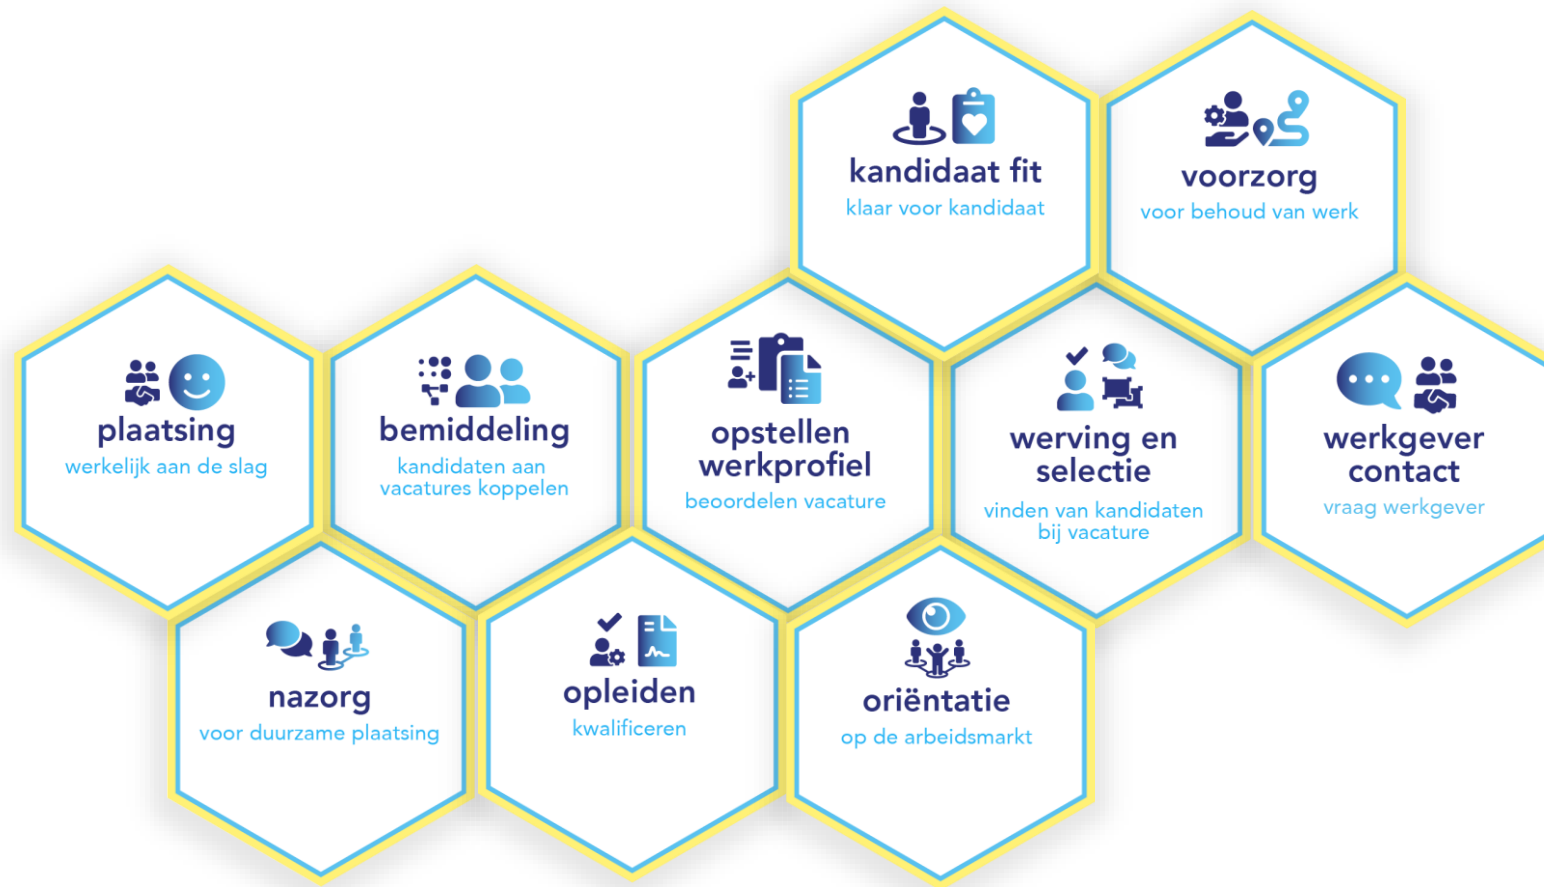 kandidaat fit
klaar voor kandidaat
voorzorg
voor behoud van werk
plaatsing
werkelijk aan de slag
bemiddeling
kandidaten aan
vacatures koppelen
opstellen
werkprofiel
beoordelen vacature
werving en
selectie
vinden van kandidaten
bij vacature
werkgever
contact
vraag werkgever
nazorg
voor duurzame plaatsing
opleiden
kwalificeren
oriëntatie
op de arbeidsmarkt